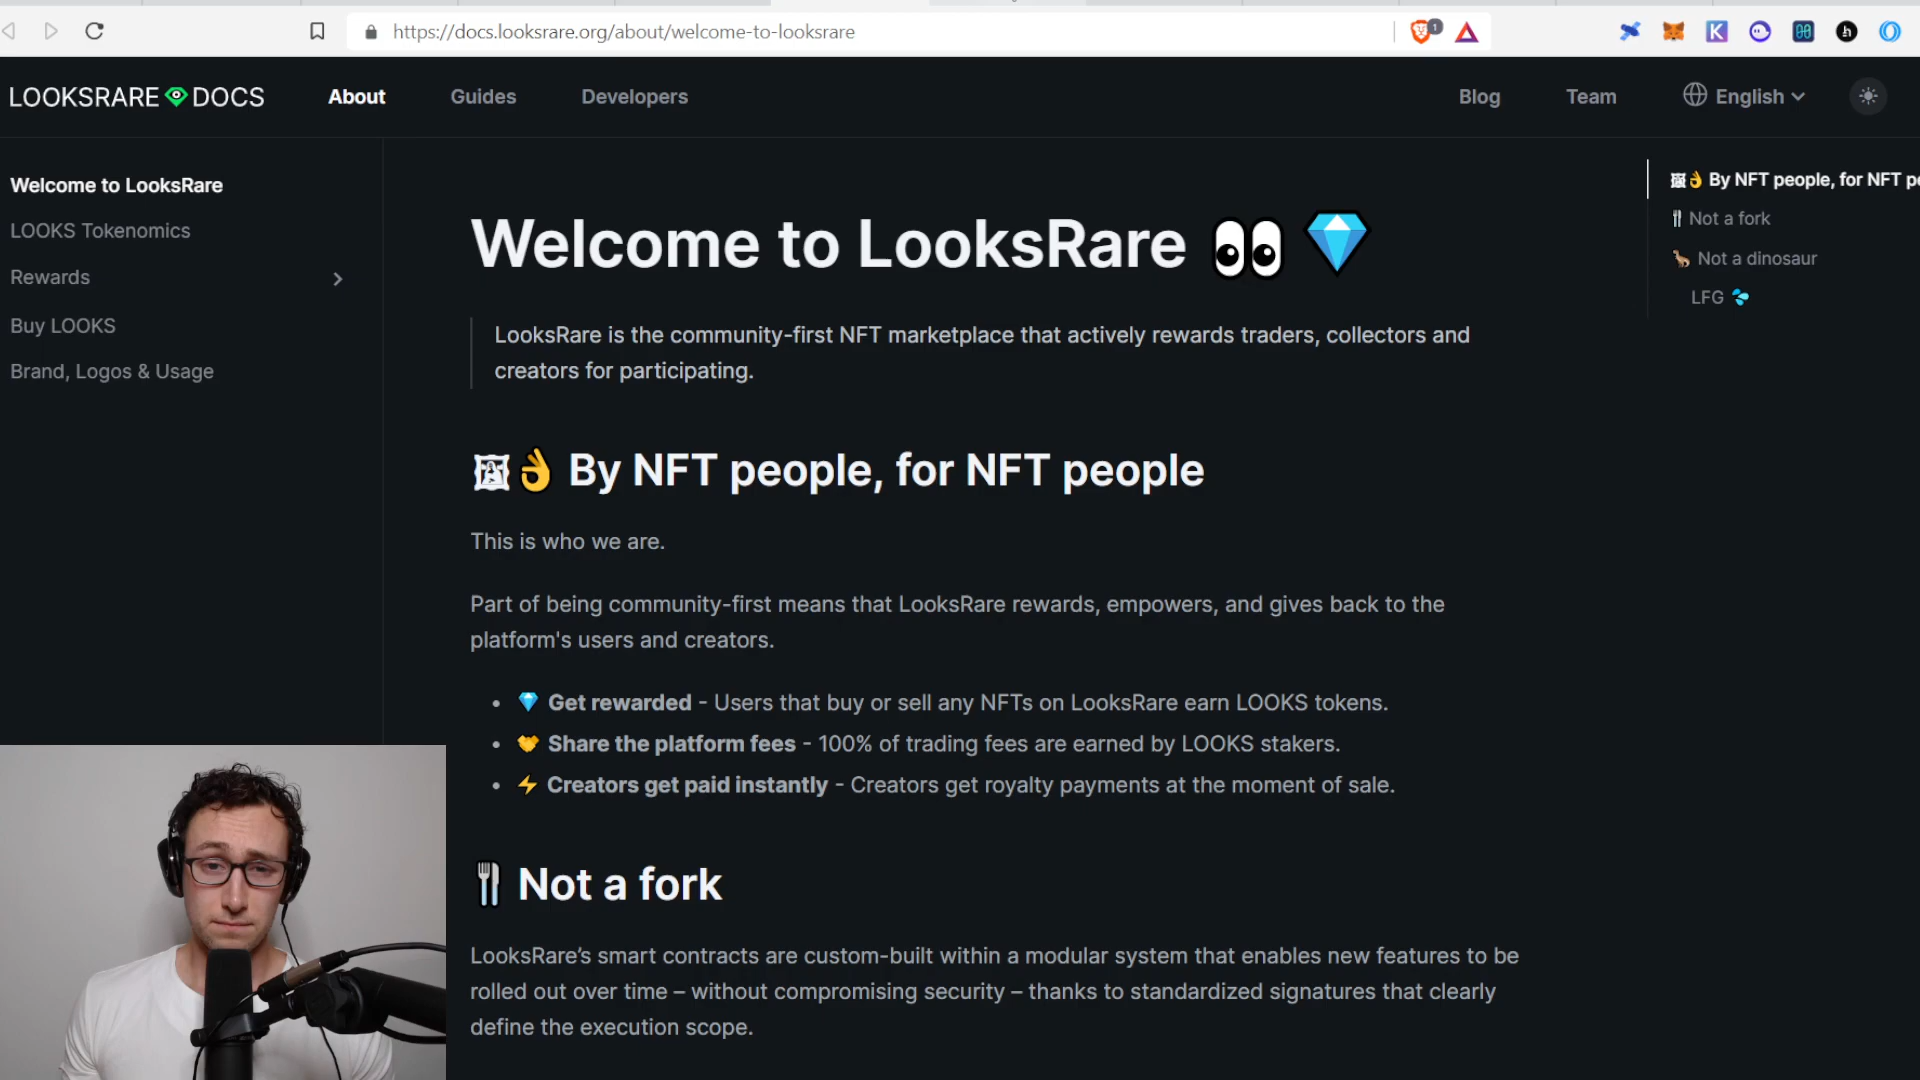 https://docs.looksrare.org/about/welcome-to-looksrare
1
LOOKSRARE DOCS
About
Guides
Developers
Blog
Team
English
Welcome to LooksRare
LOOKS Tokenomics
Rewards
Buy LOOKS
Brand, Logos & Usage
Welcome to LooksRare 👀 💎
LooksRare is the community-first NFT marketplace that actively rewards traders, collectors and
creators for participating.
🖼👌 By NFT people, for NFT people
This is who we are.
Part of being community-first means that LooksRare rewards, empowers, and gives back to the
platform's users and creators.
• 💎 Get rewarded - Users that buy or sell any NFTs on LooksRare earn LOOKS tokens.
• 🤝 Share the platform fees - 100% of trading fees are earned by LOOKS stakers.
• ⚡ Creators get paid instantly - Creators get royalty payments at the moment of sale.
🍴 Not a fork
LooksRare’s smart contracts are custom-built within a modular system that enables new features to be
rolled out over time – without compromising security – thanks to standardized signatures that clearly
define the execution scope.
🖼👌 By NFT people, for NFT pe
🍴 Not a fork
🦕 Not a dinosaur
LFG 💦